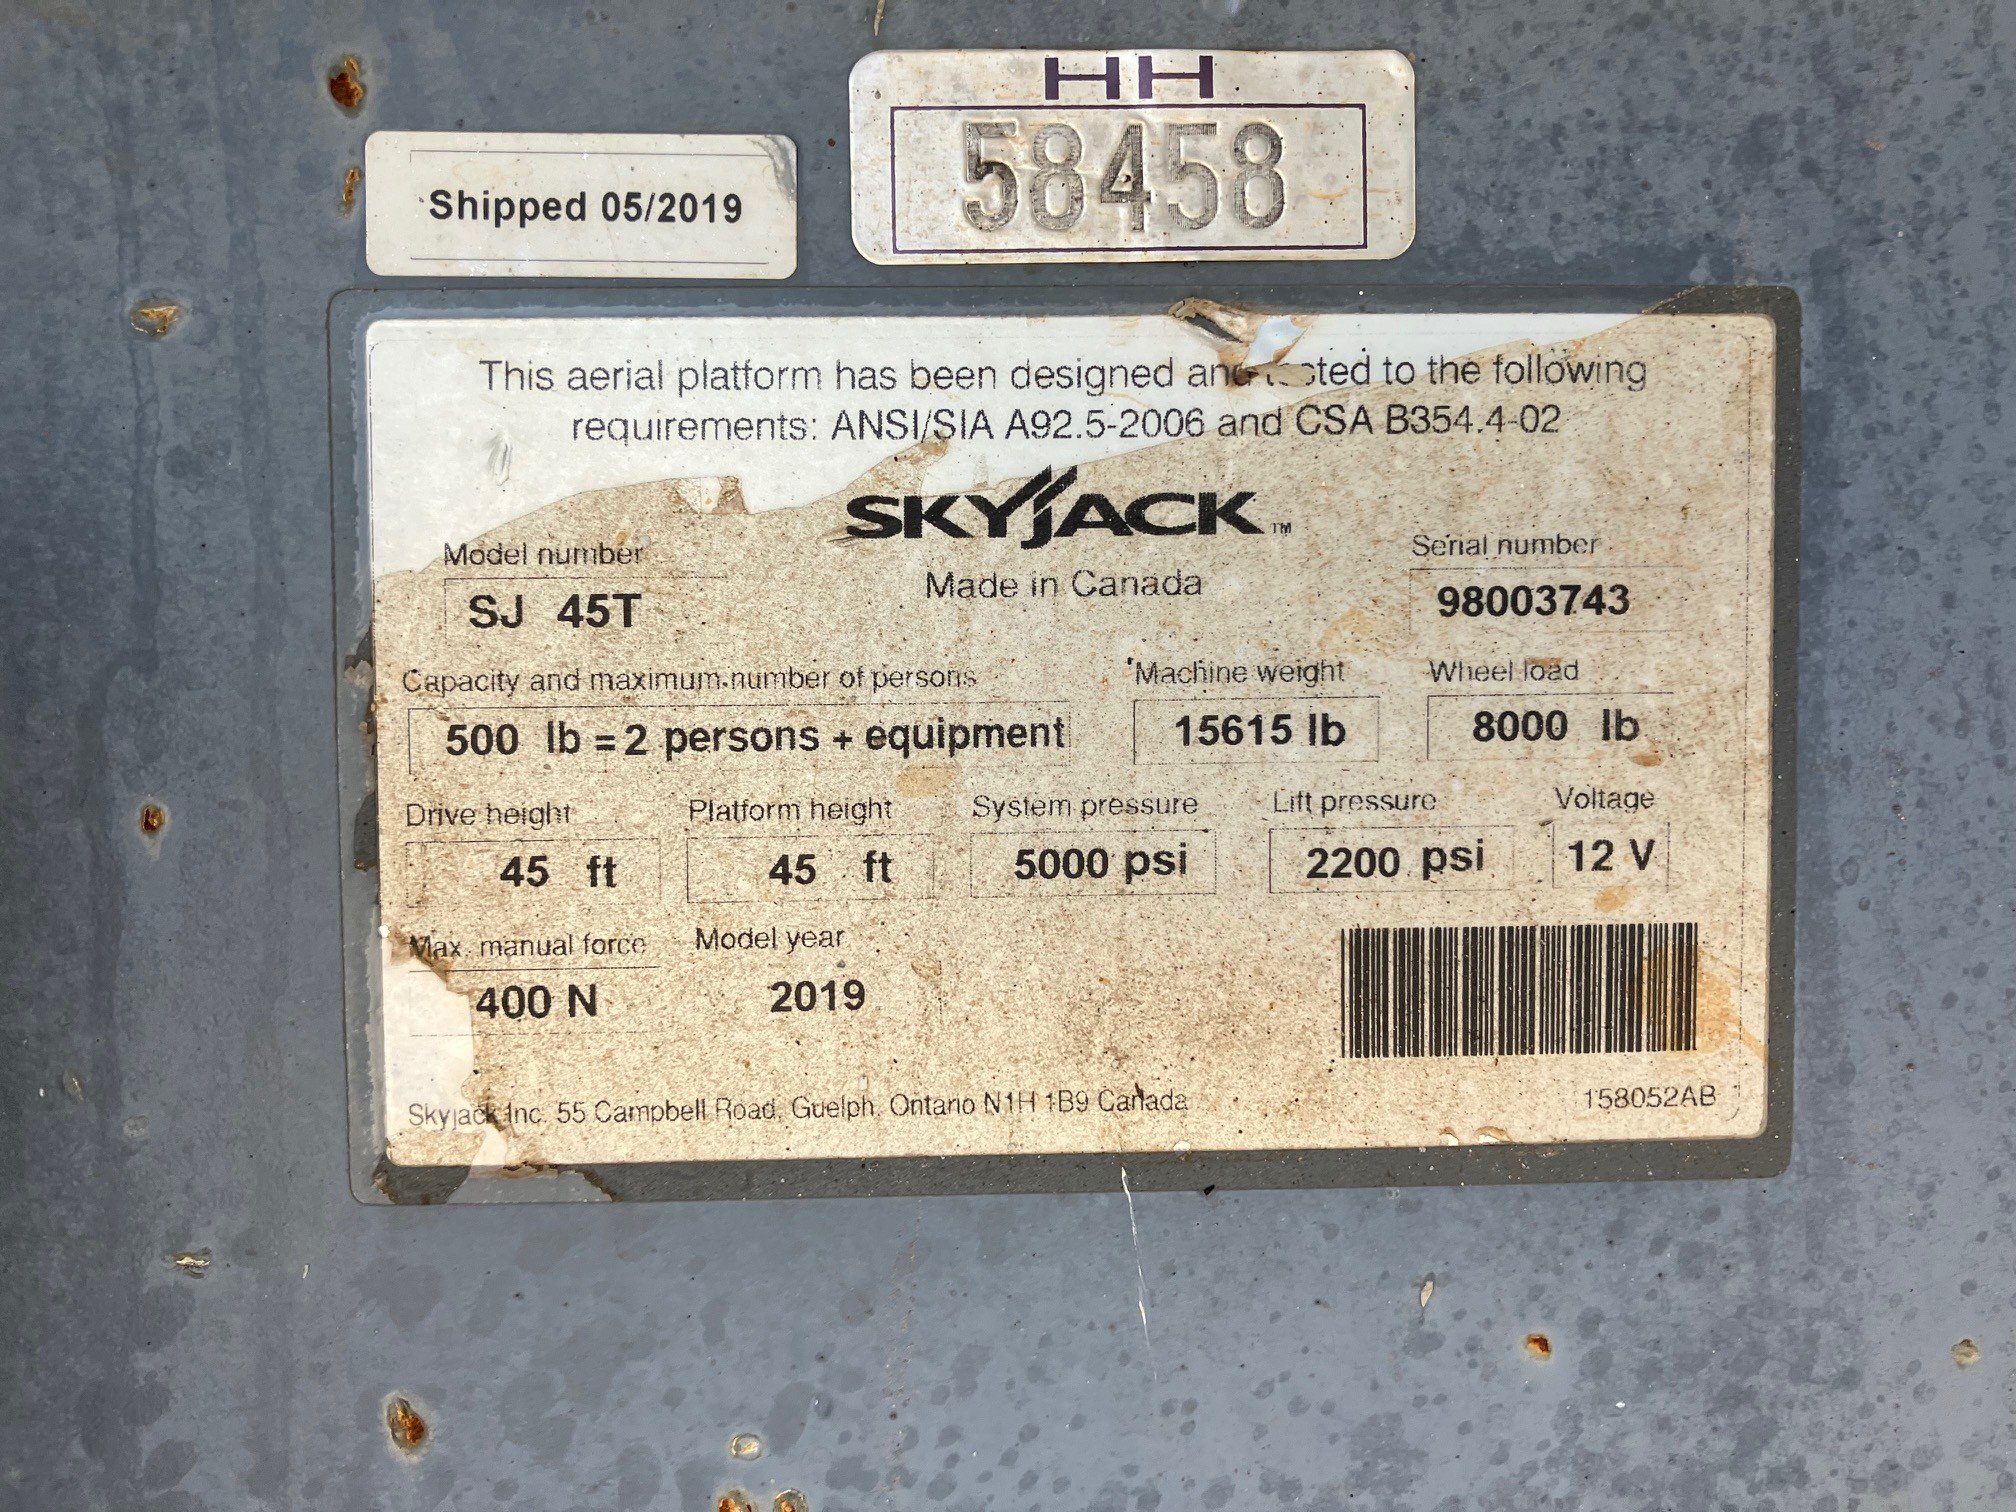 HH
58458
Shipped 05/2019
This aerial platform has been designed and tested to the following
requirements: ANSI/SIA A92.5-2006 and CSA B354.4-02
SKYJACK™
Made in Canada
Model number
SJ 45T
Serial number
98003743
Capacity and maximum number of persons
500 lb = 2 persons + equipment
Machine weight
15615 lb
Wheel load
8000 lb
Drive height
45 ft
Platform height
45 ft
System pressure
5000 psi
Lift pressure
2200 psi
Voltage
12 V
Max. manual force
400 N
Model year
2019
Skyjack Inc. 55 Campbell Road, Guelph, Ontario N1H 1B9 Canada
158052AB